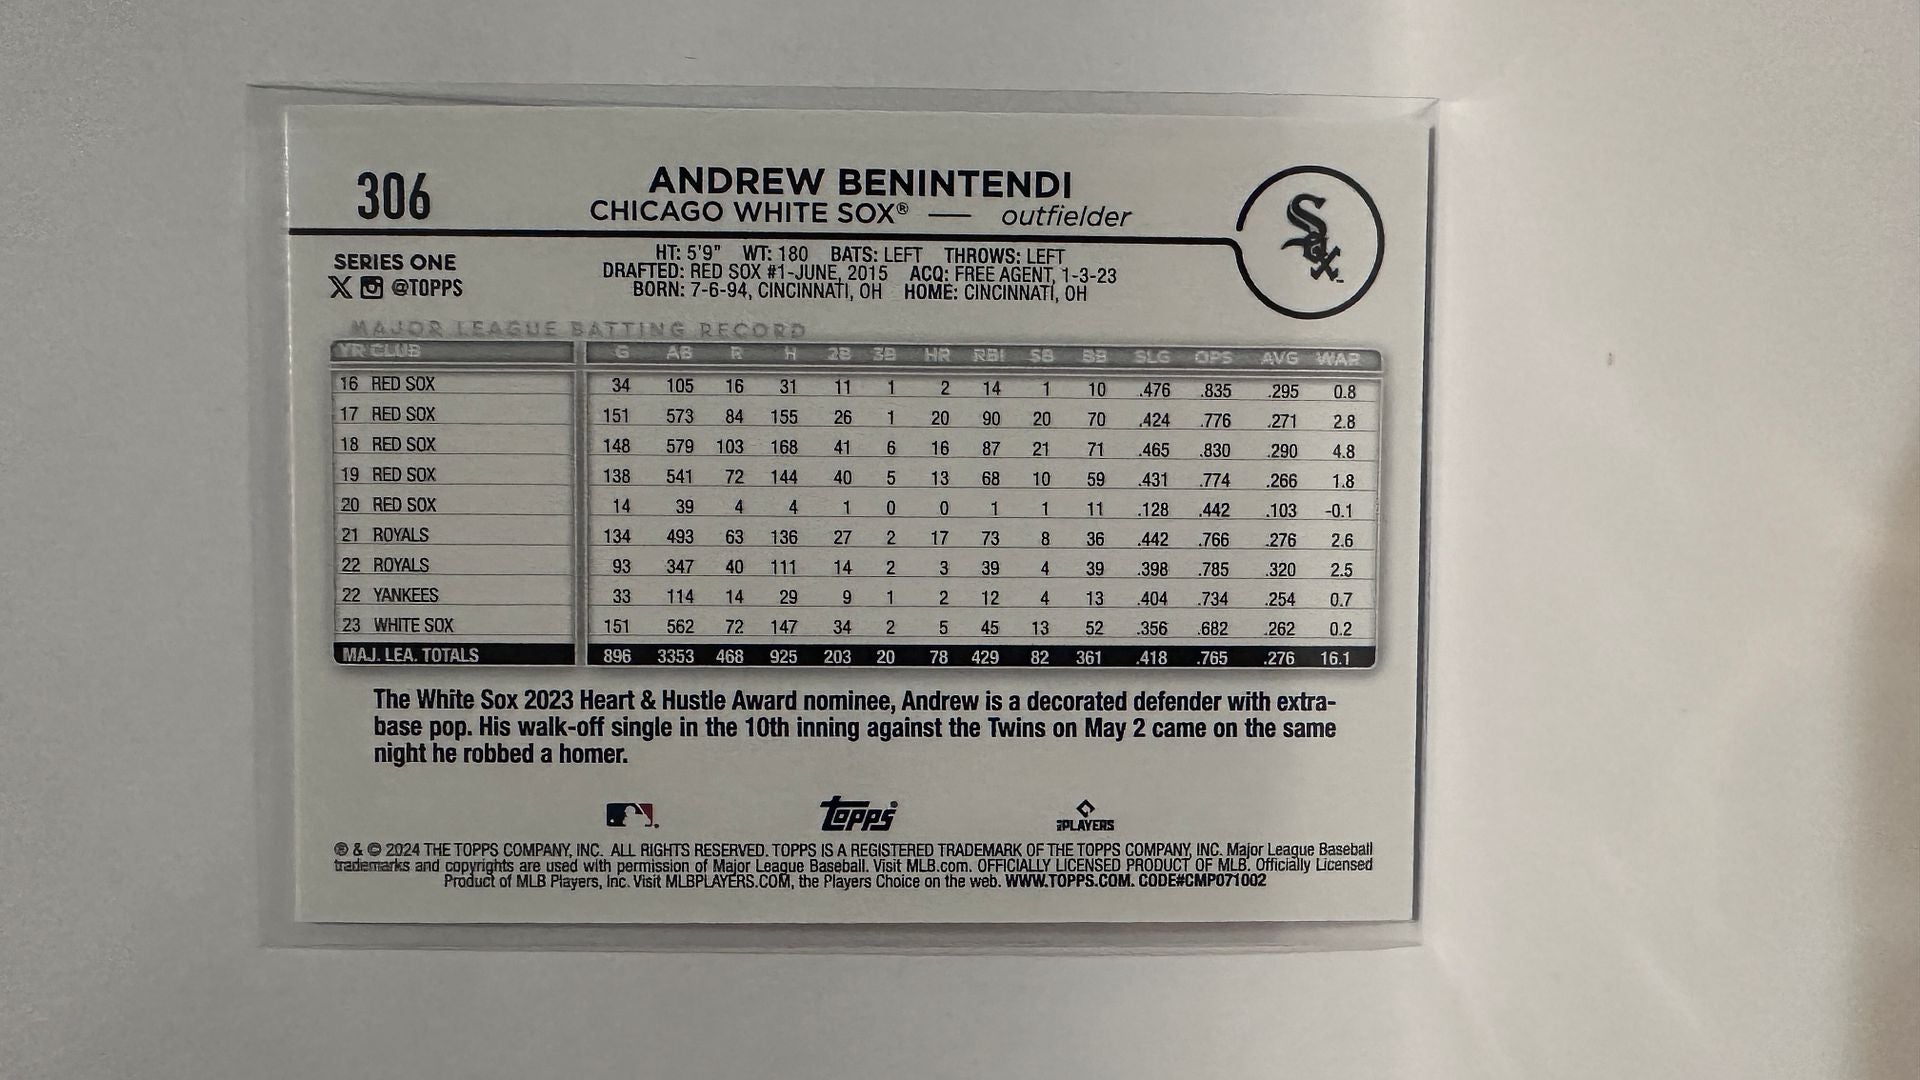 306
ANDREW BENINTENDI
CHICAGO WHITE SOX® — outfielder
Sox
SERIES ONE
@TOPPS
HT: 5'9" WT: 180 BATS: LEFT THROWS: LEFT
DRAFTED: RED SOX #1-JUNE, 2015 ACQ: FREE AGENT, 1-3-23
BORN: 7-6-94, CINCINNATI, OH HOME: CINCINNATI, OH
MAJOR LEAGUE BATTING RECORD
YR CLUB G AB R H 2B 3B HR RBI SB BB SLG OPS AVG WAR
16 RED SOX 34 105 16 31 11 1 2 14 1 10 .476 .835 .295 0.8
17 RED SOX 151 573 84 155 26 1 20 90 20 70 .424 .776 .271 2.8
18 RED SOX 148 579 103 168 41 6 16 87 21 71 .465 .830 .290 4.8
19 RED SOX 138 541 72 144 40 5 13 68 10 59 .431 .774 .266 1.8
20 RED SOX 14 39 4 4 1 0 0 1 1 11 .128 .442 .103 -0.1
21 ROYALS 134 493 63 136 27 2 17 73 8 36 .442 .766 .276 2.6
22 ROYALS 93 347 40 111 14 2 3 39 4 39 .398 .785 .320 2.5
22 YANKEES 33 114 14 29 9 1 2 12 4 13 .404 .734 .254 0.7
23 WHITE SOX 151 562 72 147 34 2 5 45 13 52 .356 .682 .262 0.2
MAJ. LEA. TOTALS 896 3353 468 925 203 20 78 429 82 361 .418 .765 .276 16.1
The White Sox 2023 Heart & Hustle Award nominee, Andrew is a decorated defender with extra-
base pop. His walk-off single in the 10th inning against the Twins on May 2 came on the same
night he robbed a homer.
topps
PLAYERS
® & © 2024 THE TOPPS COMPANY, INC. ALL RIGHTS RESERVED. TOPPS IS A REGISTERED TRADEMARK OF THE TOPPS COMPANY, INC. Major League Baseball
trademarks and copyrights are used with permission of Major League Baseball. Visit MLB.com. OFFICIALLY LICENSED PRODUCT OF MLB. Officially Licensed
Product of MLB Players, Inc. Visit MLBPLAYERS.COM, the Players Choice on the web. WWW.TOPPS.COM. CODE#CMP071002